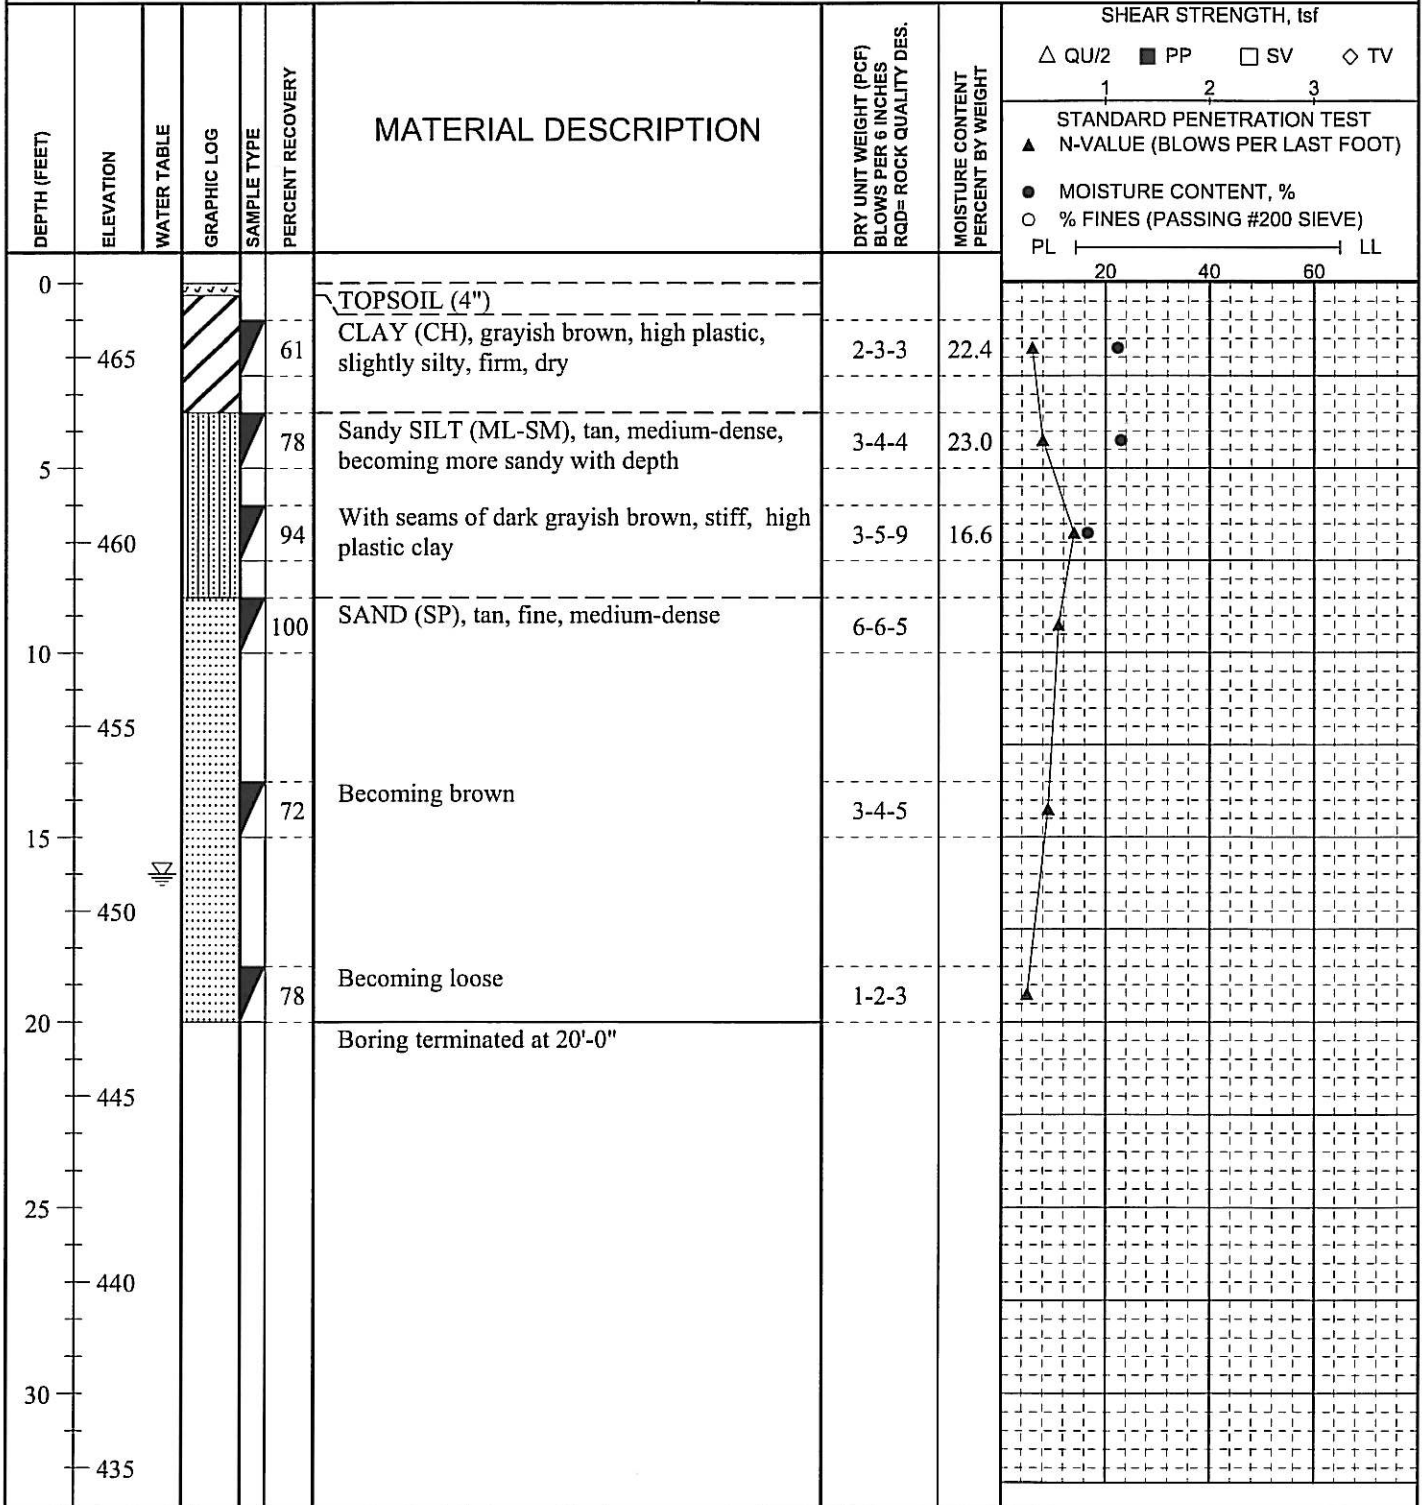 SHEAR STRENGTH, tsf
△ QU/2 ■ PP □ SV ◇ TV
1 2 3
STANDARD PENETRATION TEST
▲ N-VALUE (BLOWS PER LAST FOOT)
● MOISTURE CONTENT, %
○ % FINES (PASSING #200 SIEVE)
PL LL
20 40 60
DEPTH (FEET)
ELEVATION
WATER TABLE
GRAPHIC LOG
SAMPLE TYPE
PERCENT RECOVERY
MATERIAL DESCRIPTION
DRY UNIT WEIGHT (PCF)
BLOWS PER 6 INCHES
RQD= ROCK QUALITY DES.
MOISTURE CONTENT
PERCENT BY WEIGHT
0
TOPSOIL (4")
CLAY (CH), grayish brown, high plastic,
465 61 slightly silty, firm, dry 2-3-3 22.4
Sandy SILT (ML-SM), tan, medium-dense,
78 becoming more sandy with depth 3-4-4 23.0
5
With seams of dark grayish brown, stiff, high
460 94 plastic clay 3-5-9 16.6
SAND (SP), tan, fine, medium-dense
100 6-6-5
10
455
Becoming brown
72 3-4-5
15
450
Becoming loose
78 1-2-3
20
Boring terminated at 20'-0"
445
25
440
30
435